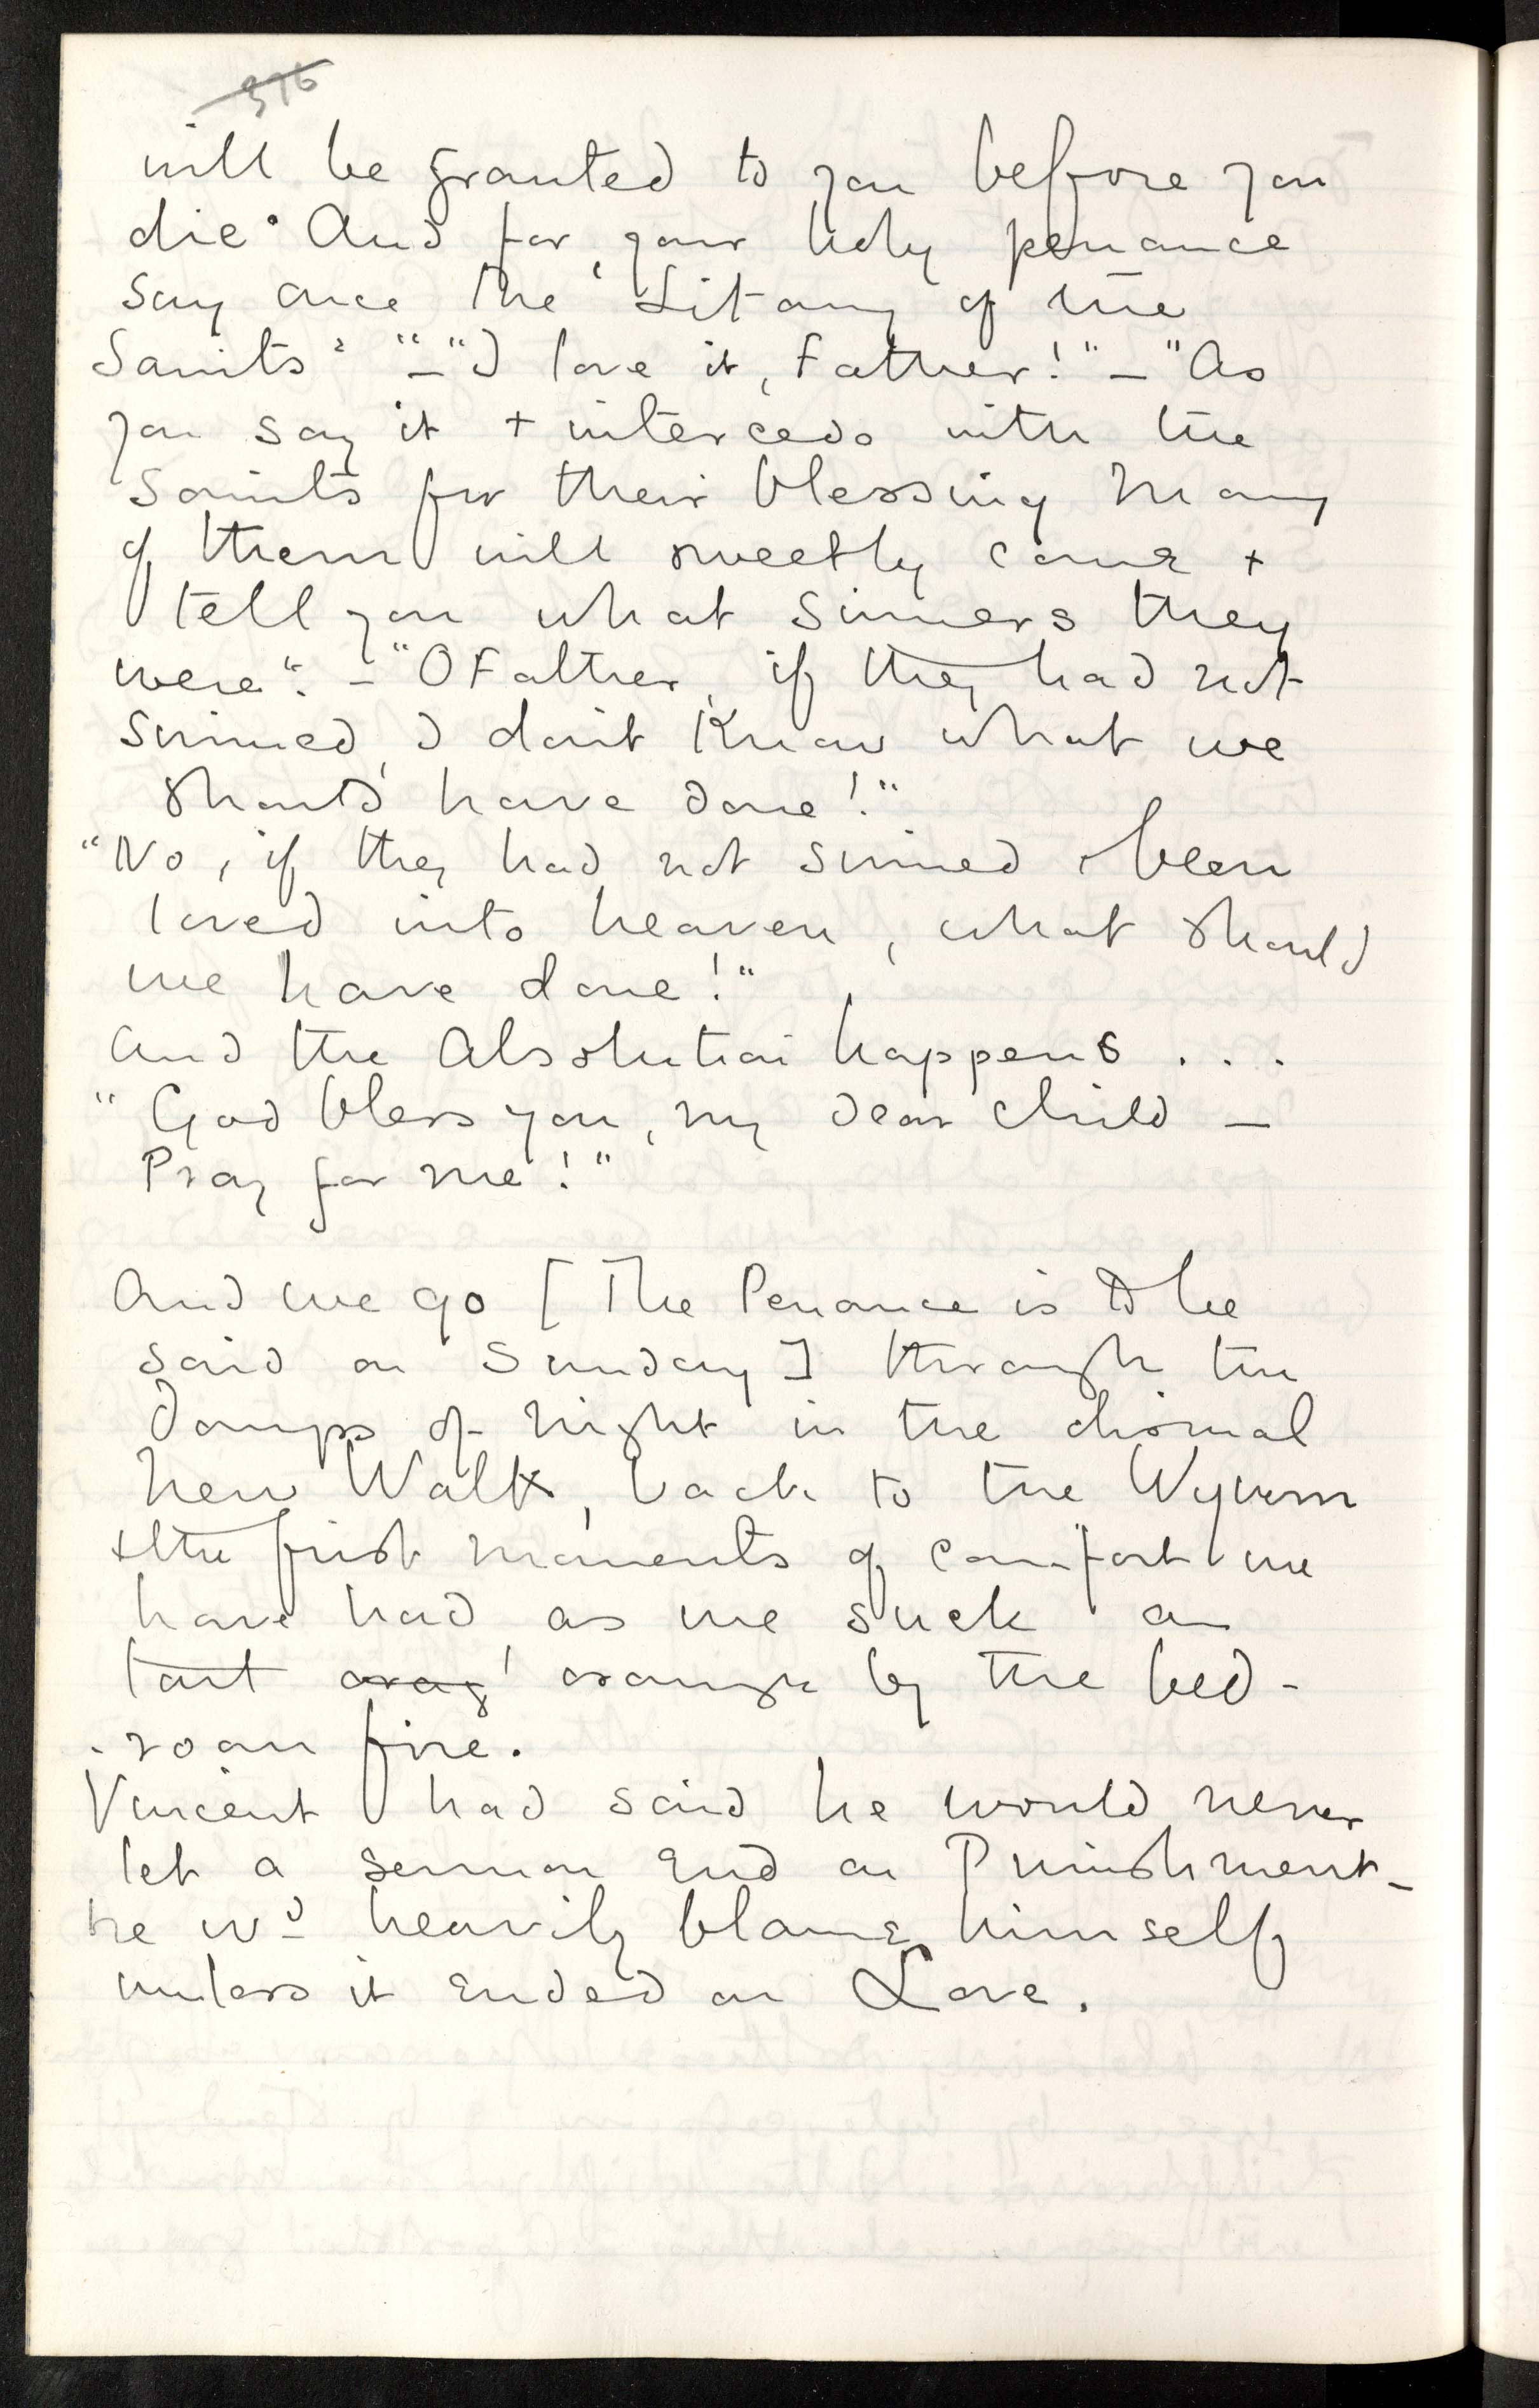 316
will be granted to you before you
die. And for your holy penance
say once the 'Litany of the
Saints' "–"I love it, Father!" – "As
you say it + intercede with the
Saints for their blessing many
of them will sweetly come +
tell you what sinners they
were". – "O Father, if they had not
sinned, I don't know what we
should have done!"
"No, if they had not sinned + been
loved into heaven, what should
we have done!"
And the Absolution happens ...
"God bless you, my dear child –
Pray for me!"
And we go [The Penance is to be
said on Sunday] through the
damps of night in the dismal
New Walk, back to the Wyvern
+ the first moments of comfort we
have had as we suck a
tart orang orange by the bed-
-room fire.
Vincent had said he would never
let a sermon end on Punishment –
he wd heavily blame himself
unless it ended on Love.